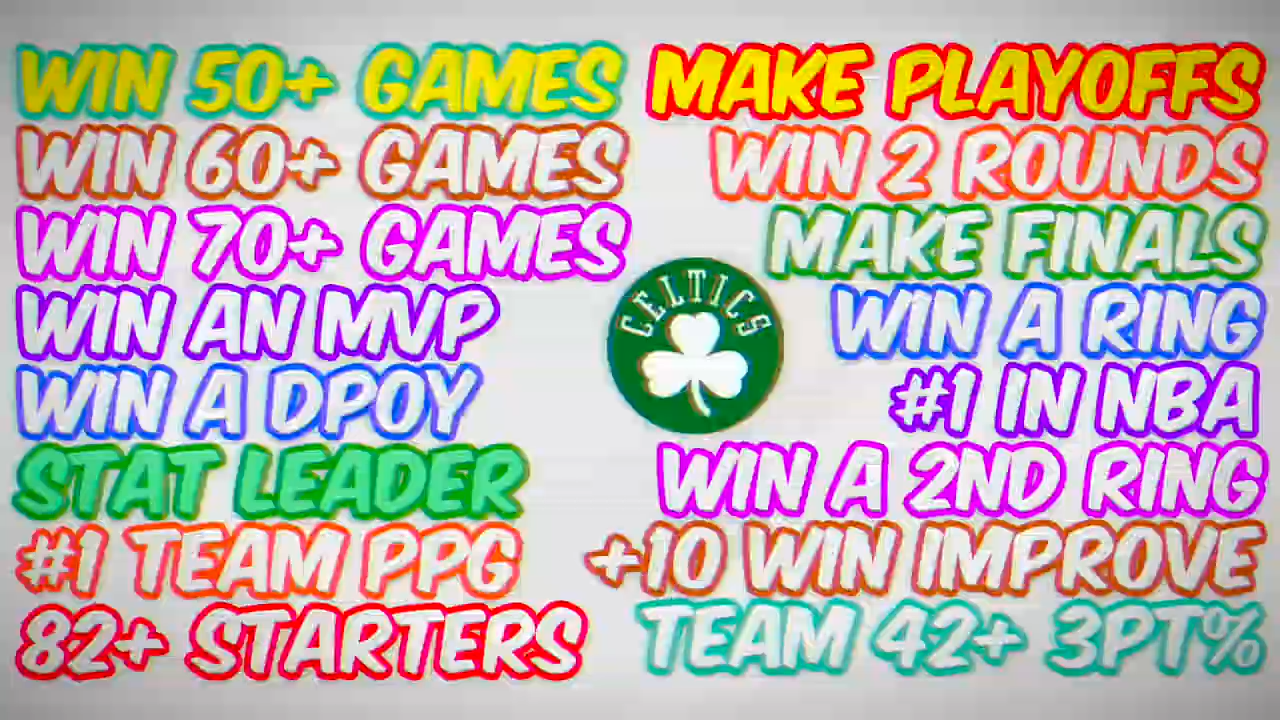 WIN 50+ GAMES
WIN 60+ GAMES
WIN 70+ GAMES
WIN AN MVP
WIN A DPOY
STAT LEADER
#1 TEAM PPG
82+ STARTERS
CELTICS
MAKE PLAYOFFS
WIN 2 ROUNDS
MAKE FINALS
WIN A RING
#1 IN NBA
WIN A 2ND RING
+10 WIN IMPROVE
TEAM 42+ 3PT%